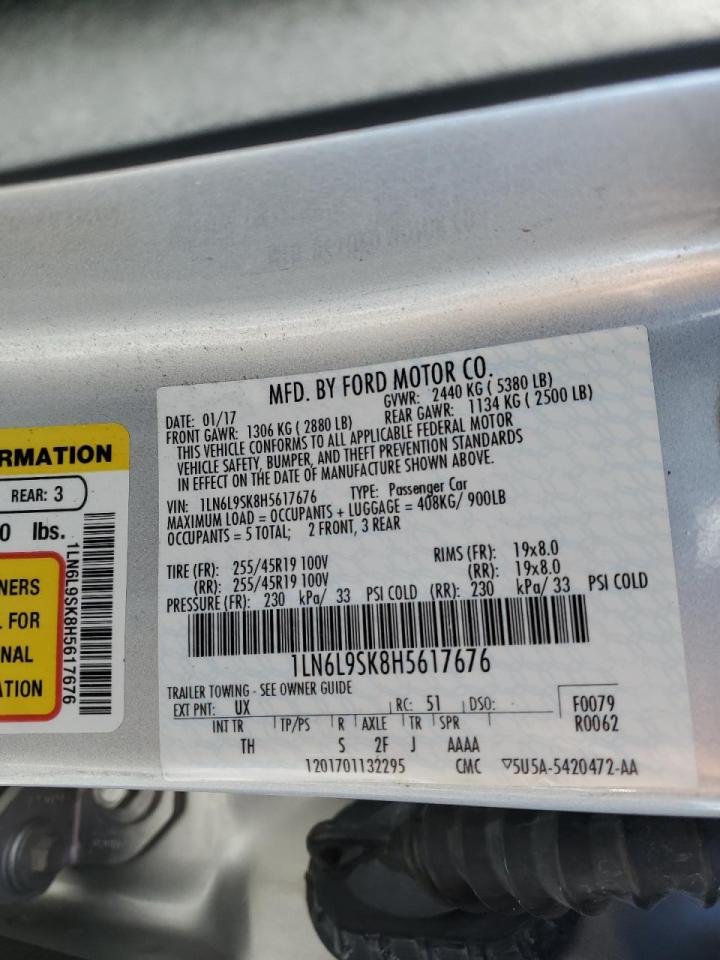 MFD. BY FORD MOTOR CO.
DATE: 01/17 GVWR: 2440 KG ( 5380 LB)
FRONT GAWR: 1306 KG ( 2880 LB) REAR GAWR: 1134 KG ( 2500 LB)
THIS VEHICLE CONFORMS TO ALL APPLICABLE FEDERAL MOTOR
VEHICLE SAFETY, BUMPER, AND THEFT PREVENTION STANDARDS
IN EFFECT ON THE DATE OF MANUFACTURE SHOWN ABOVE.
VIN: 1LN6L9SK8H5617676 TYPE: Passenger Car
MAXIMUM LOAD = OCCUPANTS + LUGGAGE = 408KG/ 900LB
OCCUPANTS = 5 TOTAL; 2 FRONT, 3 REAR
TIRE (FR): 255/45R19 100V RIMS (FR): 19x8.0
(RR): 255/45R19 100V (RR): 19x8.0
PRESSURE (FR): 230 kPa/ 33 PSI COLD (RR): 230 kPa/ 33 PSI COLD
1LN6L9SK8H5617676
TRAILER TOWING - SEE OWNER GUIDE
EXT PNT: UX RC: 51 DSO: F0079
INT TR TP/PS R AXLE TR SPR R0062
TH S 2F J AAAA
1201701132295 CMC ▽5U5A-5420472-AA
RMATION
REAR: 3
0 lbs.
NERS
L FOR
NAL
ATION
1LN6L9SK8H5617676